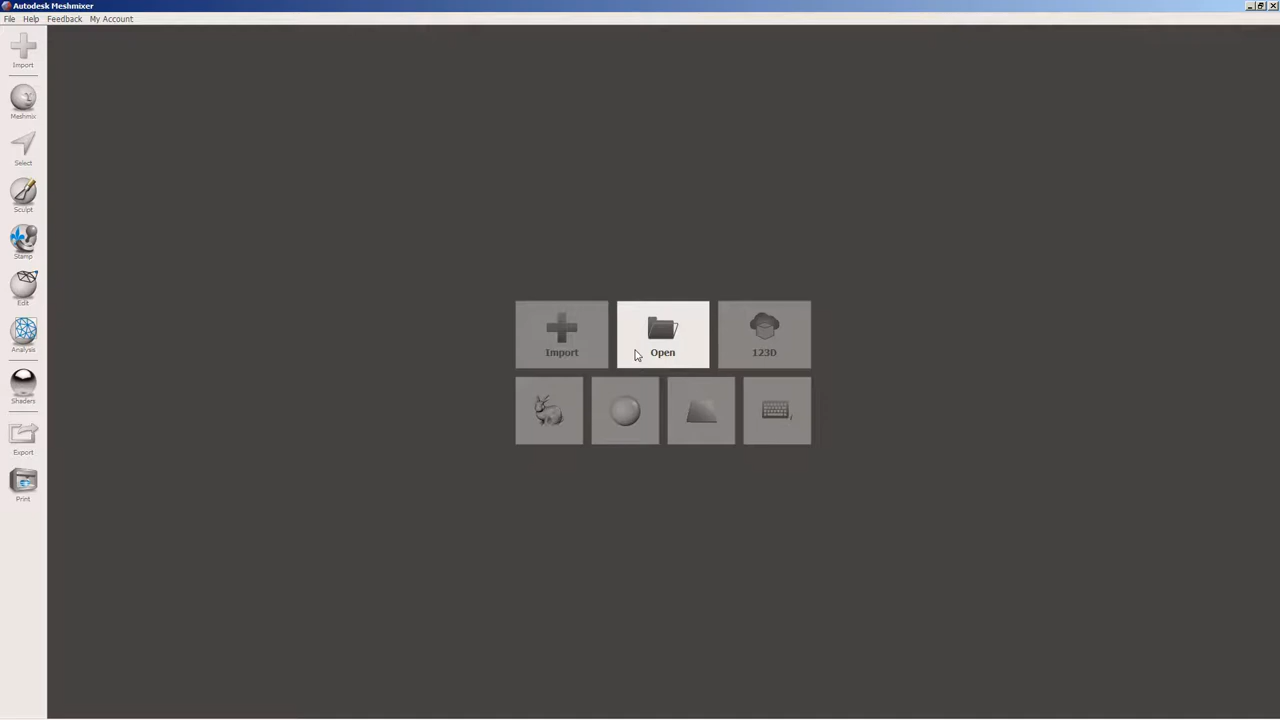 Autodesk Meshmixer
File Help Feedback My Account
Import
Meshmix
Select
Sculpt
Stamp
Edit
Analysis
Shaders
Export
Print
Import Open 123D